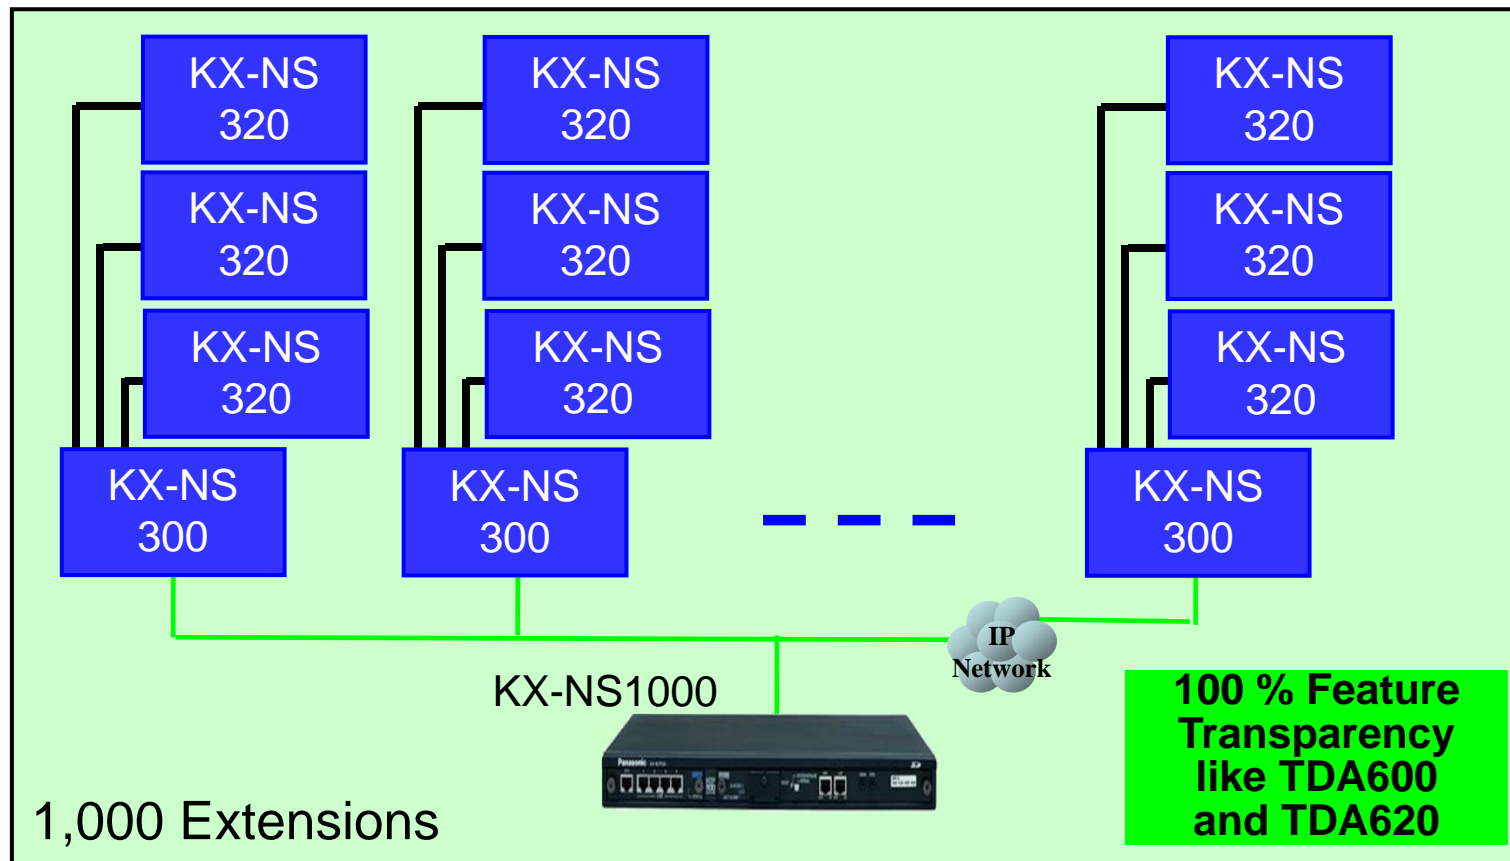 KX-NS
320
KX-NS
320
KX-NS
320
KX-NS
320
KX-NS
320
KX-NS
320
KX-NS
320
KX-NS
320
KX-NS
320
KX-NS
300
KX-NS
300
KX-NS
300
IP
Network
KX-NS1000
Panasonic
1,000 Extensions
100 % Feature
Transparency
like TDA600
and TDA620